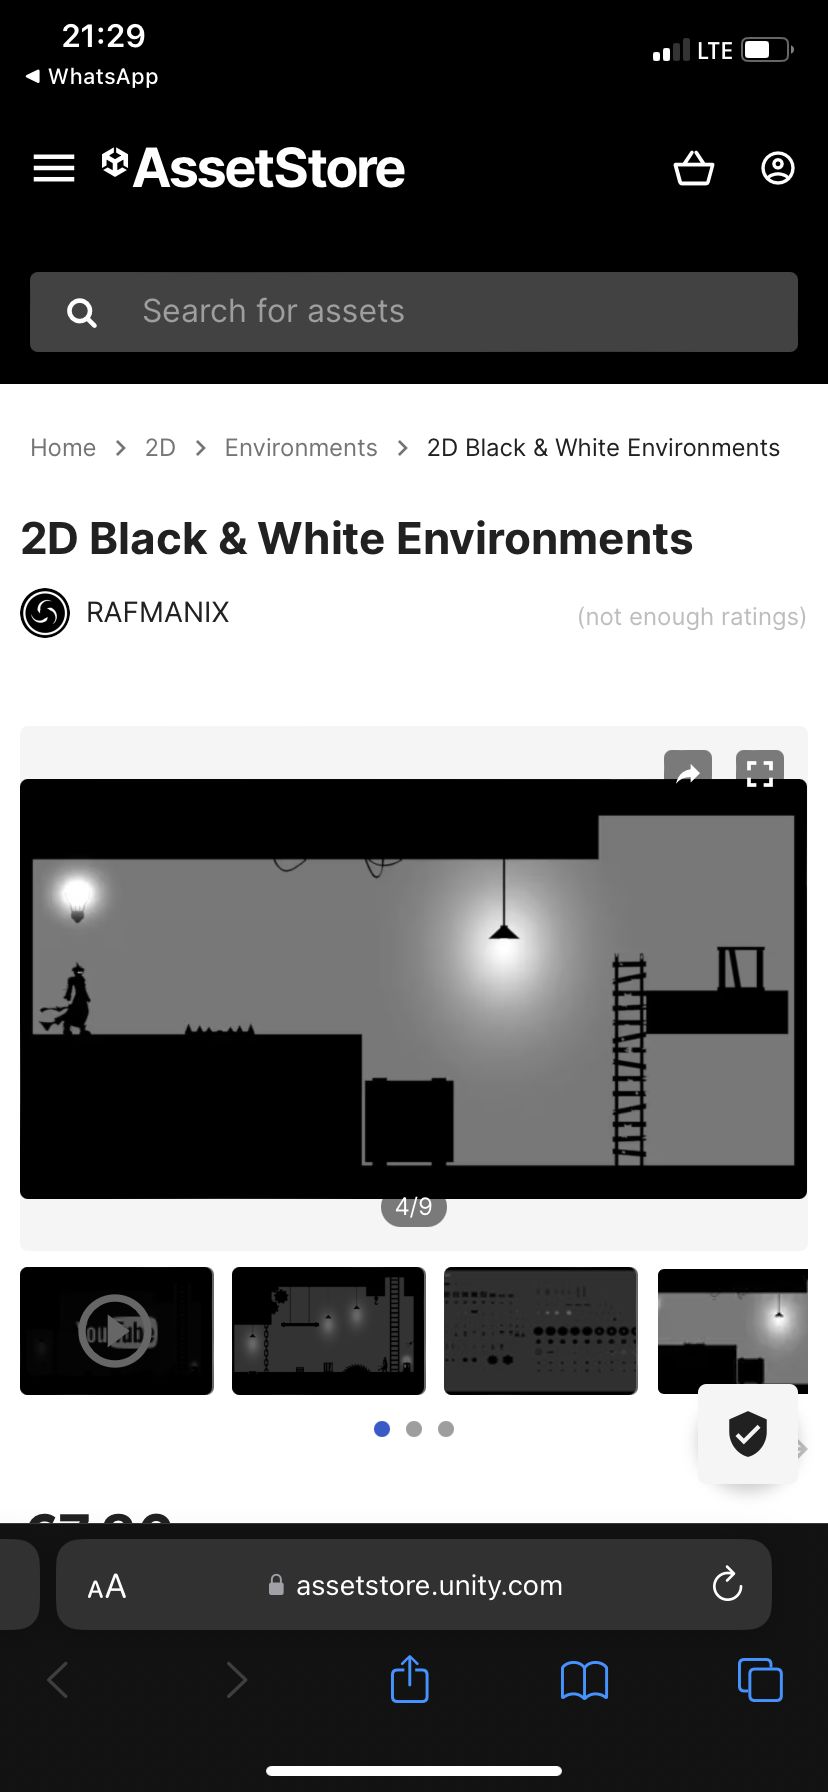 21:29
WhatsApp
LTE
AssetStore
Search for assets
Home > 2D > Environments > 2D Black & White Environments
2D Black & White Environments
RAFMANIX
(not enough ratings)
4/9
YouTube
AA
assetstore.unity.com